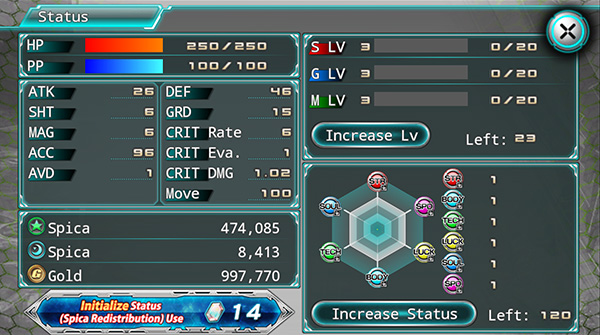 Status
HP 250/250
PP 100/100
ATK 26
SHT 6
MAG 6
ACC 96
AVD 1
DEF 46
GRD 15
CRIT Rate 6
CRIT Eva. 1
CRIT DMG 1.02
Move 100
Spica 474,085
Spica 8,413
G Gold 997,770
Initialize Status
(Spica Redistribution) Use 14
S LV 3 0/20
G LV 3 0/20
M LV 3 0/20
Increase Lv Left: 23
STR
SOUL SPD
TECH LUCK
BODY
STR 1
BODY 1
TECH 1
LUCK 1
SOUL 1
SPD 1
Increase Status Left: 120